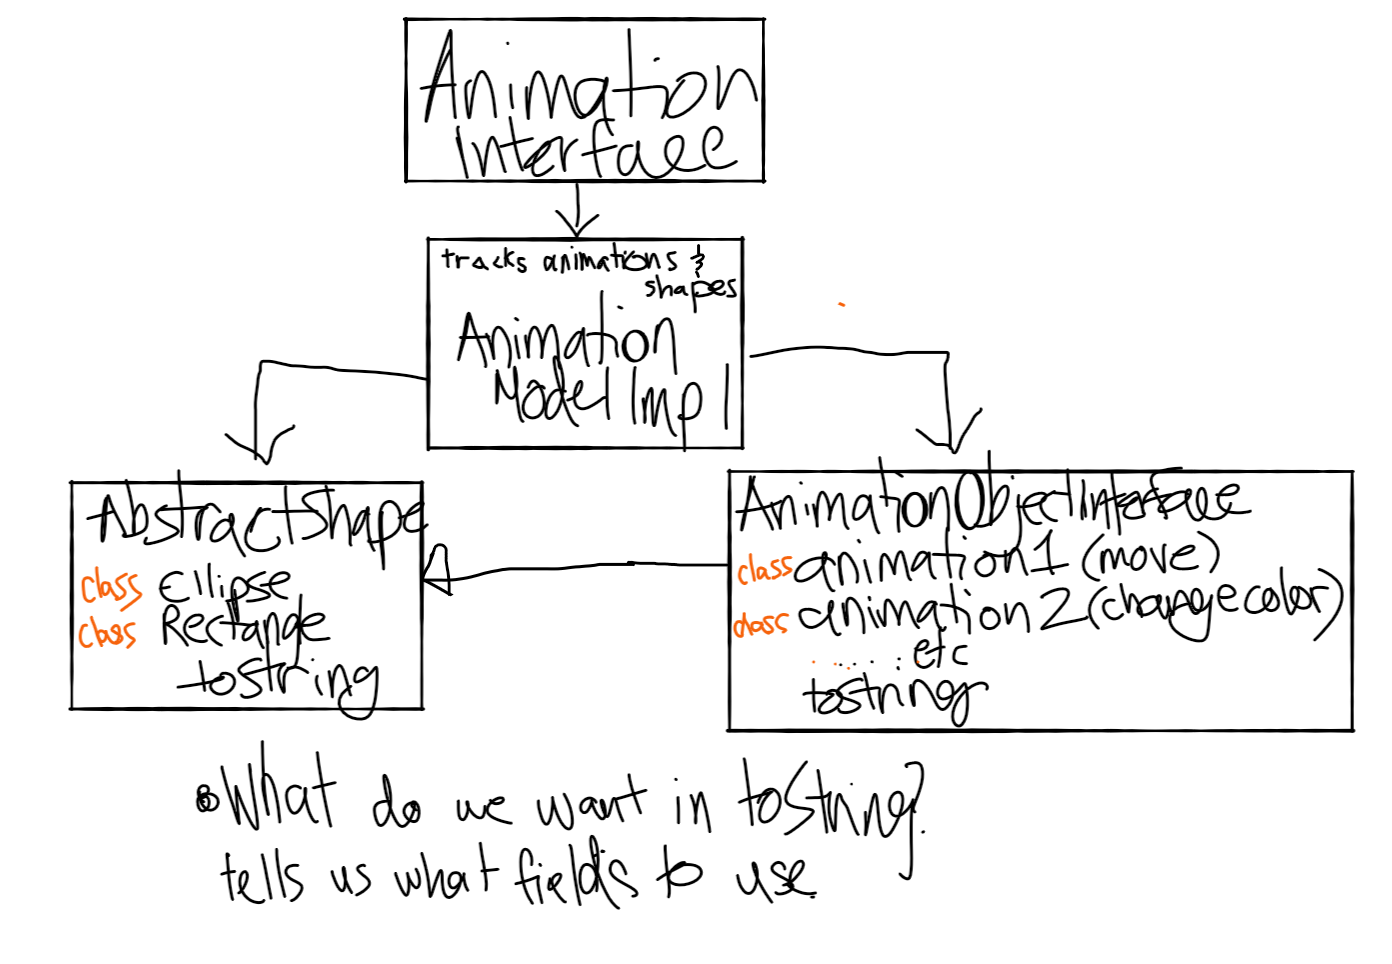 Animation
Interface
tracks animations &
shapes
Animation
Model Impl
AbstractShape
class Ellipse
class Rectangle
toString
AnimationObjectInterface
class animation1 (move)
class animation2 (changecolor)
...... : etc
tostring
• What do we want in toString?
tells us what fields to use